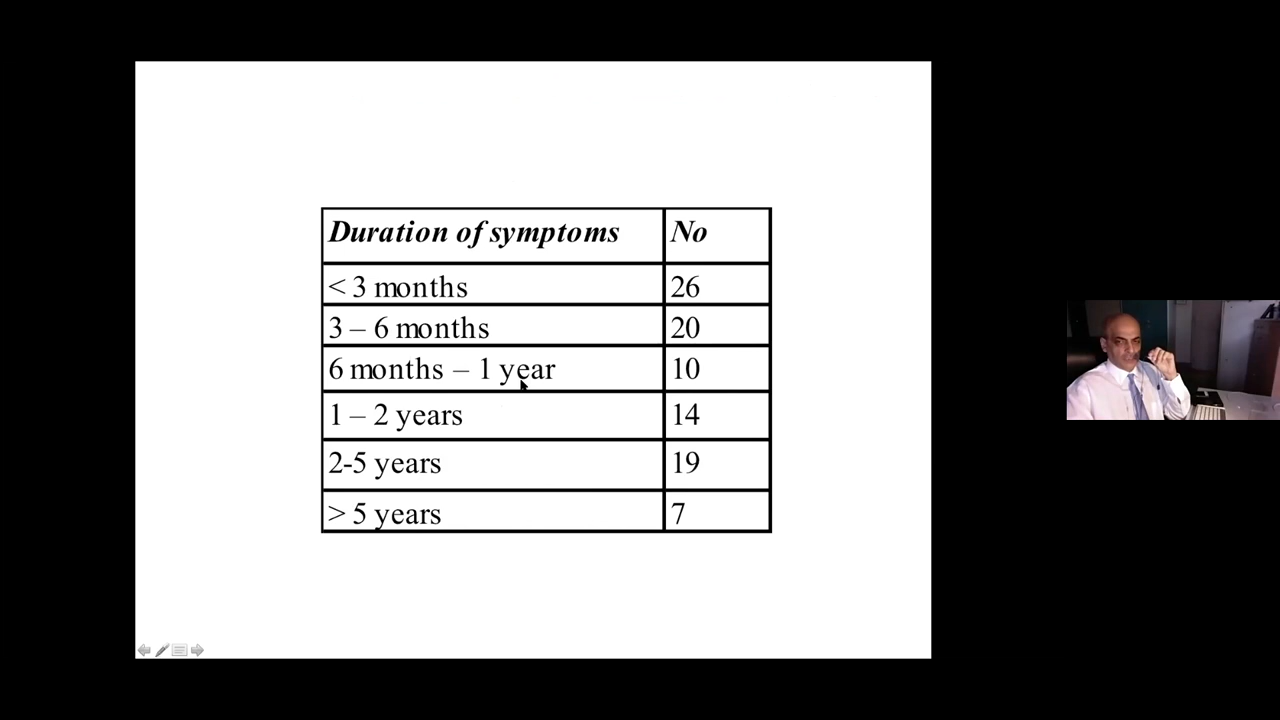 Duration of symptoms No
< 3 months 26
3 – 6 months 20
6 months – 1 year 10
1 – 2 years 14
2-5 years 19
> 5 years 7